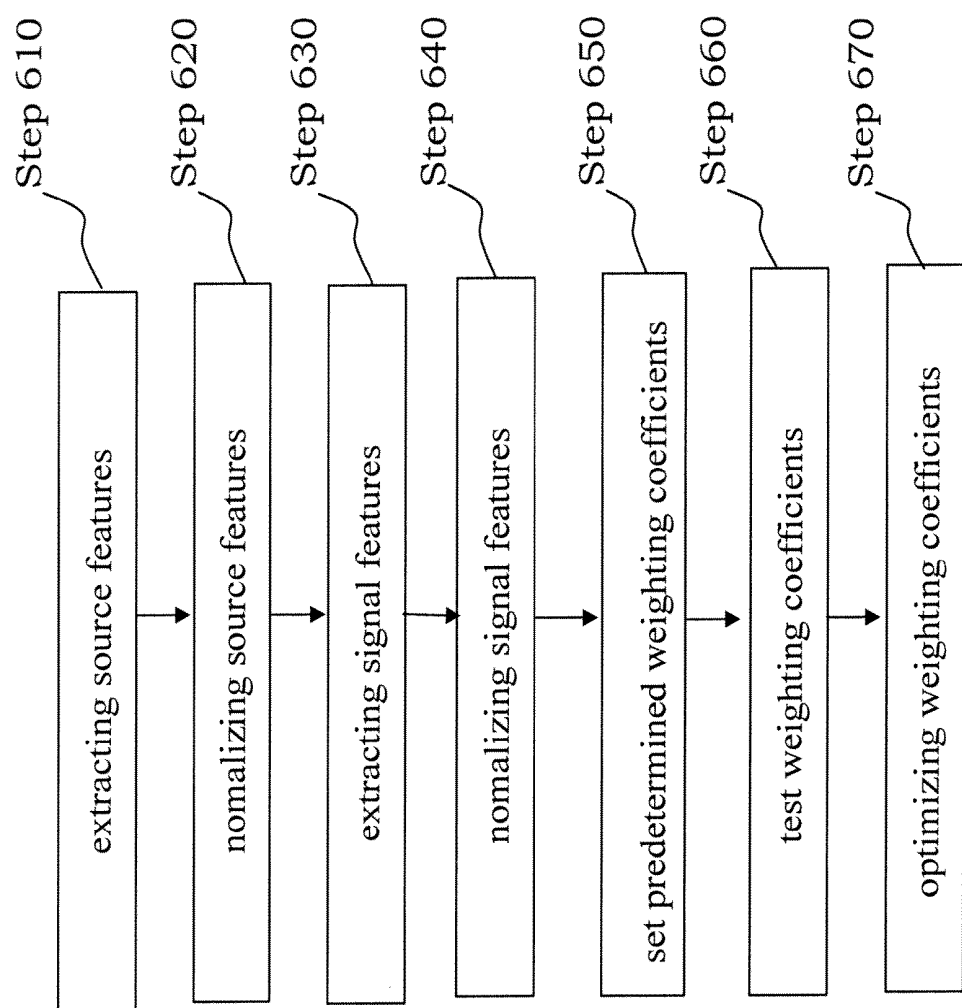 Step 610
extracting source features
Step 620
nomalizing source features
Step 630
extracting signal features
Step 640
nomalizing signal features
Step 650
set predetermined weighting coefficients
Step 660
test weighting coefficients
Step 670
optimizing weighting coefficients